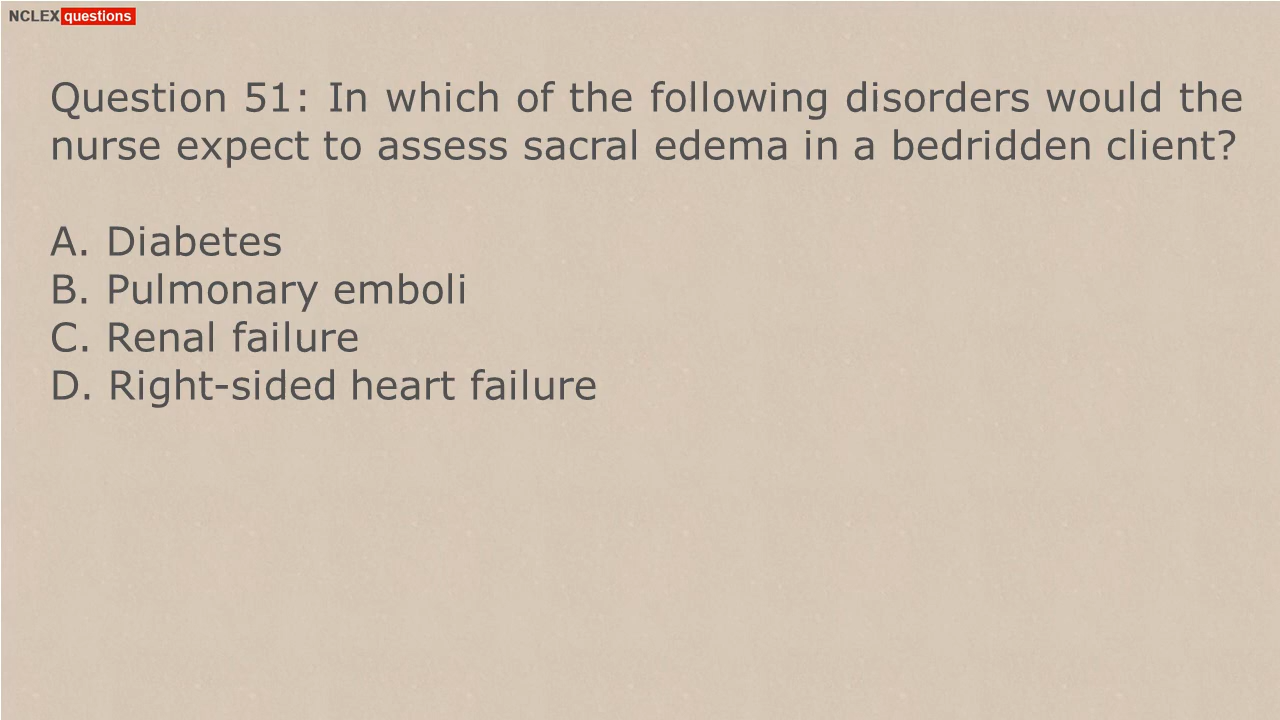 NCLEX questions
Question 51: In which of the following disorders would the
nurse expect to assess sacral edema in a bedridden client?
A. Diabetes
B. Pulmonary emboli
C. Renal failure
D. Right-sided heart failure